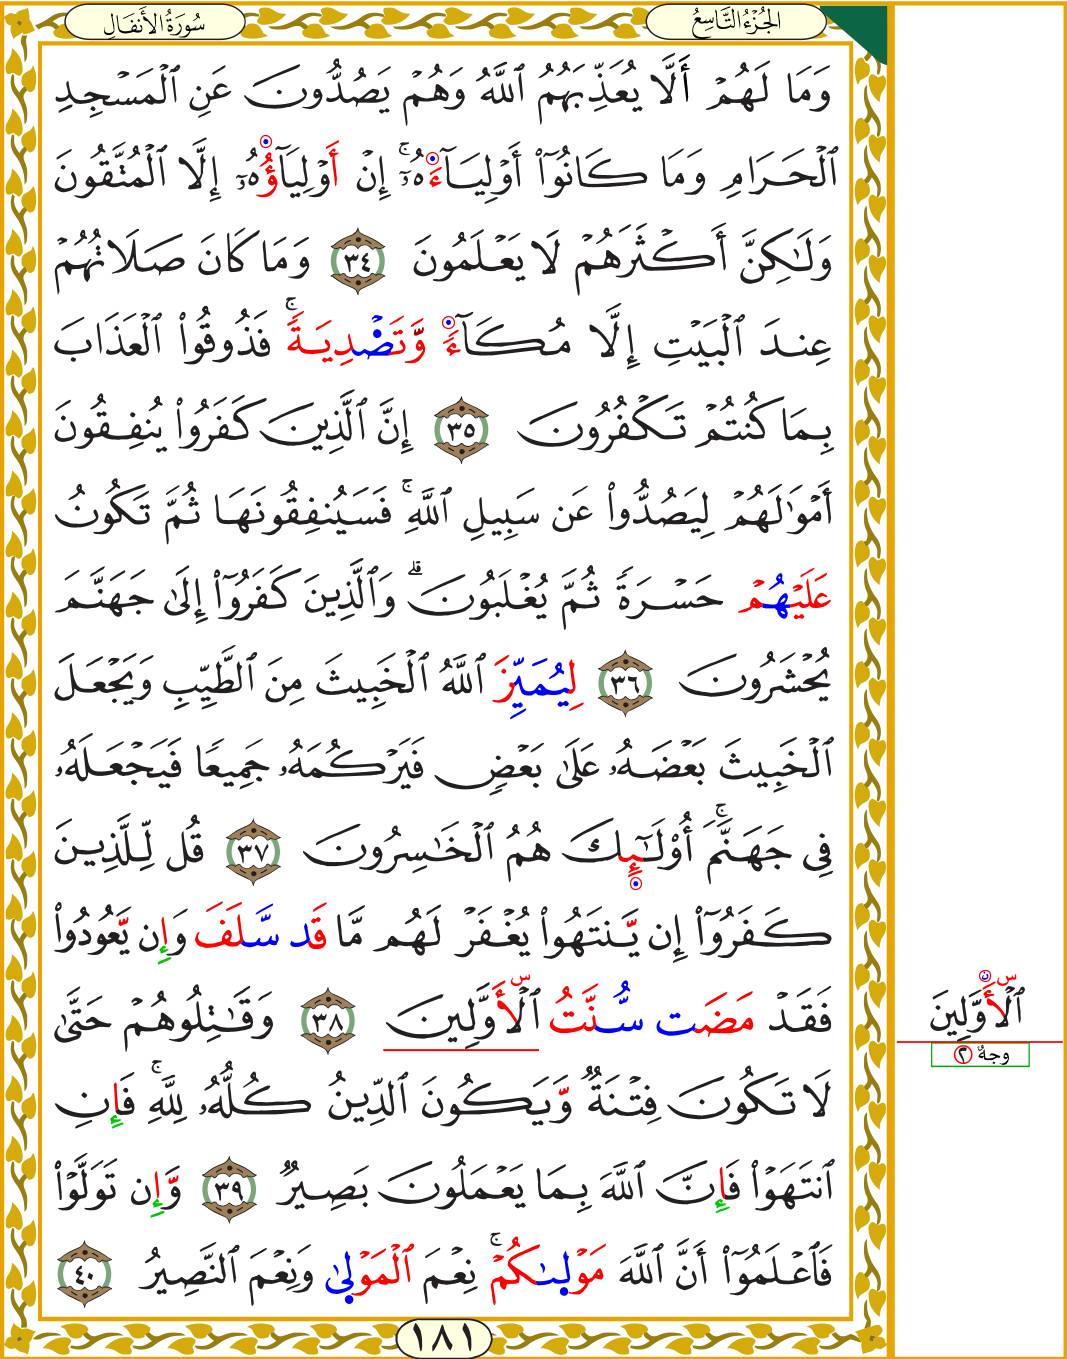 الجُزْءُ التَّاسِعُ
سُورَةُ الأَنفَالِ
وَمَا لَهُمۡ أَلَّا يُعَذِّبَهُمُ ٱللَّهُ وَهُمۡ يَصُدُّونَ عَنِ ٱلۡمَسۡجِدِ
ٱلۡحَرَامِ وَمَا كَانُوٓاْ أَوۡلِيَآءَهُۥٓۚ إِنۡ أَوۡلِيَآؤُهُۥٓ إِلَّا ٱلۡمُتَّقُونَ
وَلَٰكِنَّ أَكۡثَرَهُمۡ لَا يَعۡلَمُونَ ٣٤ وَمَا كَانَ صَلَاتُهُمۡ
عِندَ ٱلۡبَيۡتِ إِلَّا مُكَآءٗ وَّتَصۡدِيَةٗۚ فَذُوقُواْ ٱلۡعَذَابَ
بِمَا كُنتُمۡ تَكۡفُرُونَ ٣٥ إِنَّ ٱلَّذِينَ كَفَرُواْ يُنفِقُونَ
أَمۡوَٰلَهُمۡ لِيَصُدُّواْ عَن سَبِيلِ ٱللَّهِۚ فَسَيُنفِقُونَهَا ثُمَّ تَكُونُ
عَلَيۡهُمۡ حَسۡرَةٗ ثُمَّ يُغۡلَبُونَۗ وَٱلَّذِينَ كَفَرُوٓاْ إِلَىٰ جَهَنَّمَ
يُحۡشَرُونَ ٣٦ لِيُمَيِّزَ ٱللَّهُ ٱلۡخَبِيثَ مِنَ ٱلطَّيِّبِ وَيَجۡعَلَ
ٱلۡخَبِيثَ بَعۡضَهُۥ عَلَىٰ بَعۡضٖ فَيَرۡكُمَهُۥ جَمِيعٗا فَيَجۡعَلَهُۥ
فِي جَهَنَّمَۚ أُوْلَٰٓئِكَ هُمُ ٱلۡخَٰسِرُونَ ٣٧ قُل لِّلَّذِينَ
كَفَرُوٓاْ إِن يَّنتَهُواْ يُغۡفَرۡ لَهُم مَّا قَد سَّلَفَ وَإِن يَّعُودُواْ
فَقَدۡ مَضَت سُّنَّتُ ٱلۡأَوَّلِينَ ٣٨ وَقَٰتِلُوهُمۡ حَتَّىٰ
لَا تَكُونَ فِتۡنَةٞ وَّيَكُونَ ٱلدِّينُ كُلُّهُۥ لِلَّهِۚ فَإِنِ
ٱنتَهَوۡاْ فَإِنَّ ٱللَّهَ بِمَا يَعۡمَلُونَ بَصِيرٞ ٣٩ وَّإِن تَوَلَّوۡاْ
فَٱعۡلَمُوٓاْ أَنَّ ٱللَّهَ مَوۡلىٰكُمۡۚ نِعۡمَ ٱلۡمَوۡلَىٰ وَنِعۡمَ ٱلنَّصِيرُ ٤٠
١٨١
ٱلۡأَوَّلِينَ
وجهٌ ٢